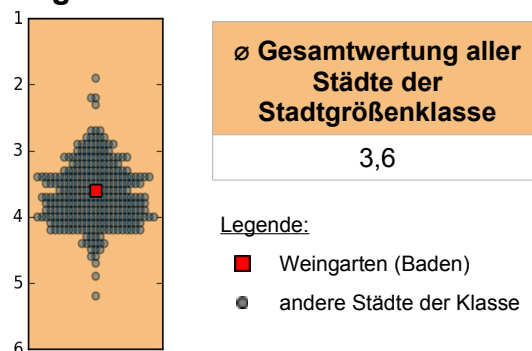 1
2
3
4
5
6
⌀ Gesamtwertung aller
Städte der
Stadtgrößenklasse
3,6
Legende:
Weingarten (Baden)
andere Städte der Klasse